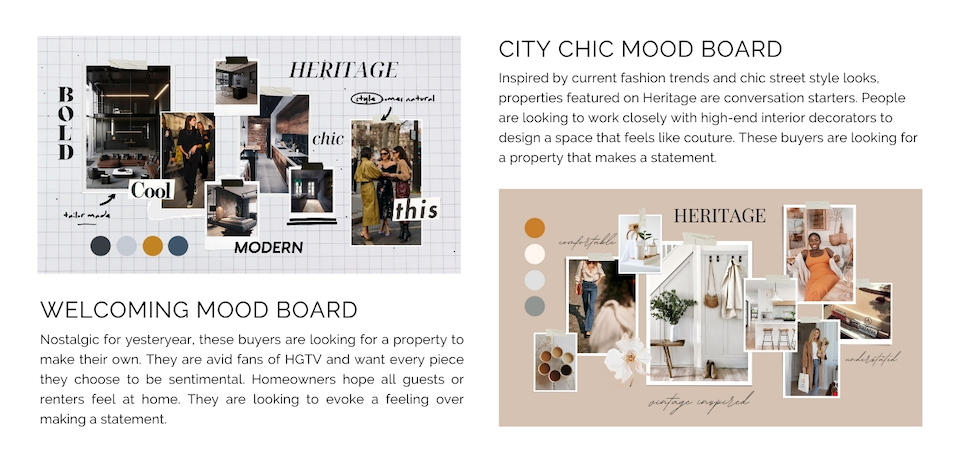 HERITAGE
BOLD
style comes natural
chic
Cool
tailor made
this
MODERN
WELCOMING MOOD BOARD
Nostalgic for yesteryear, these buyers are looking for a property to
make their own. They are avid fans of HGTV and want every piece
they choose to be sentimental. Homeowners hope all guests or
renters feel at home. They are looking to evoke a feeling over
making a statement.
CITY CHIC MOOD BOARD
Inspired by current fashion trends and chic street style looks,
properties featured on Heritage are conversation starters. People
are looking to work closely with high-end interior decorators to
design a space that feels like couture. These buyers are looking for
a property that makes a statement.
HERITAGE
comfortable
understated
vintage inspired